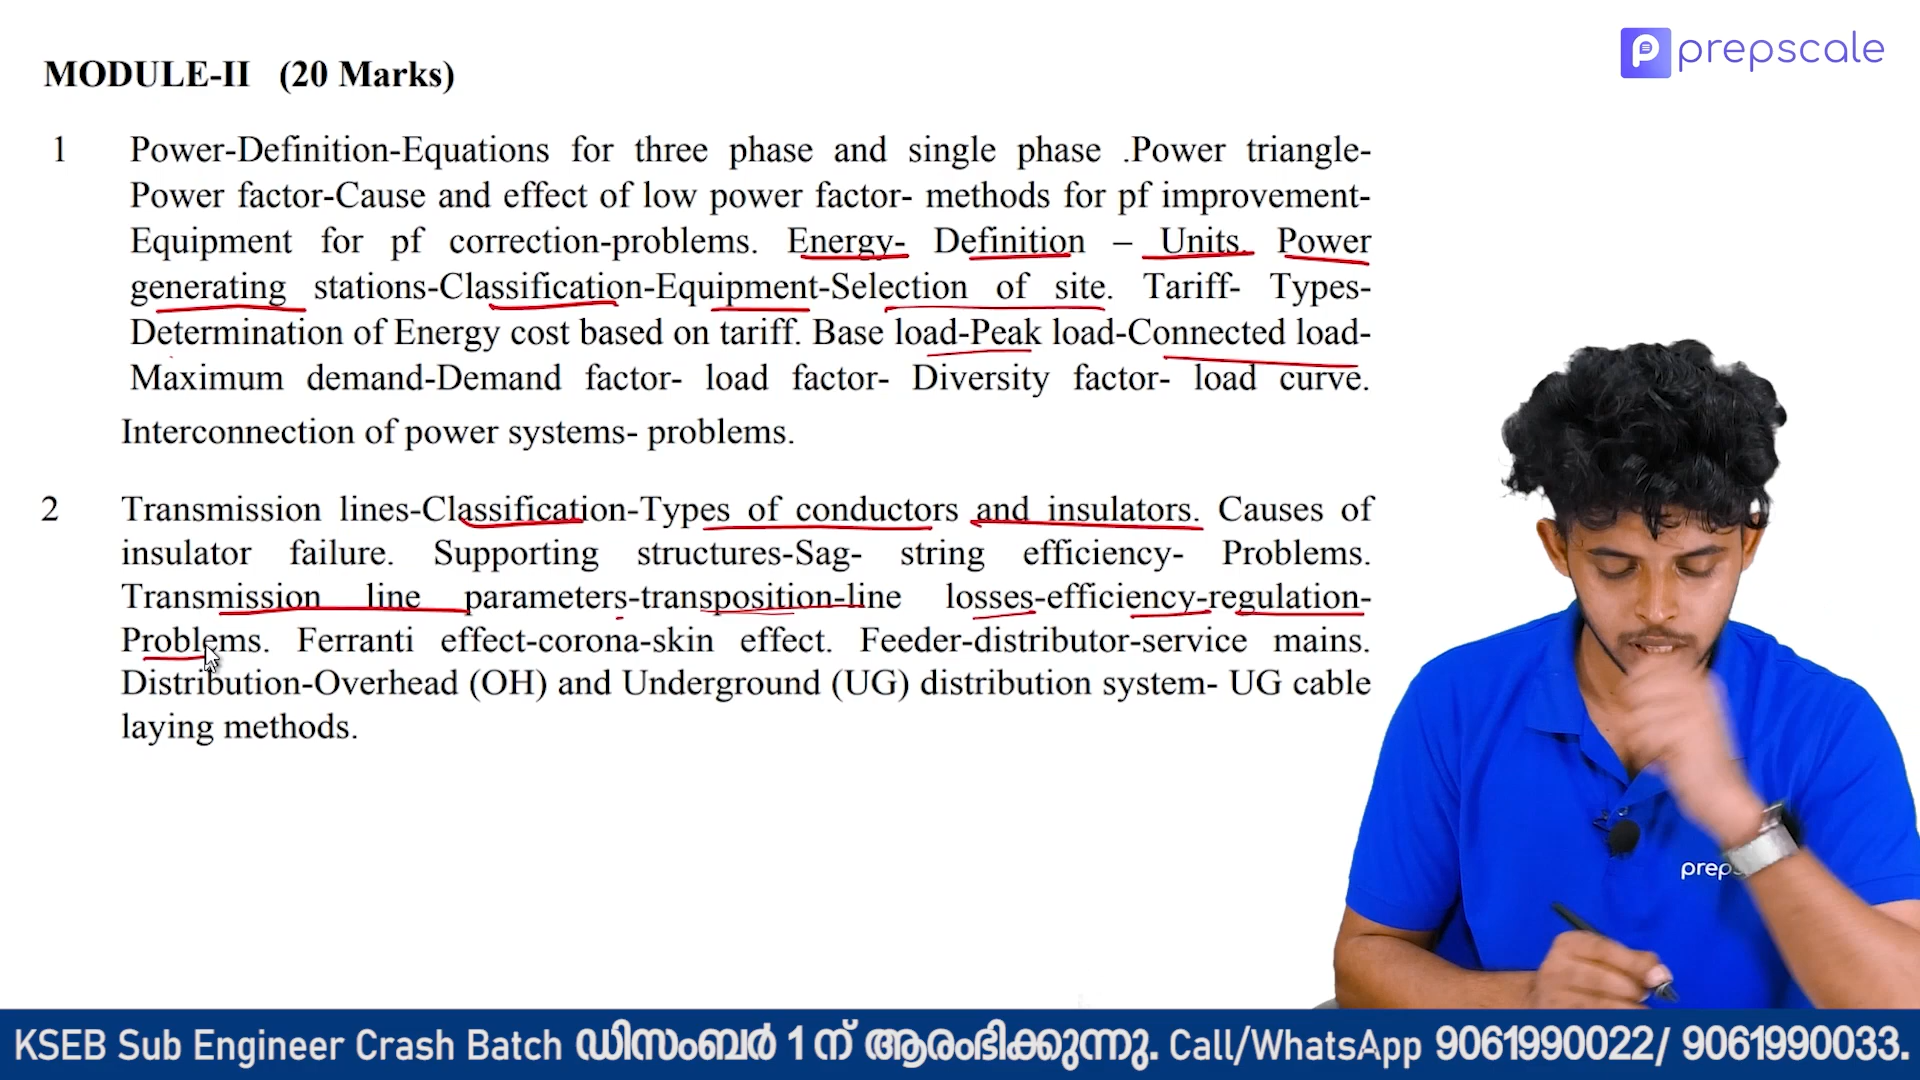 prepscale
MODULE-II (20 Marks)
1 Power-Definition-Equations for three phase and single phase .Power triangle-
Power factor-Cause and effect of low power factor- methods for pf improvement-
Equipment for pf correction-problems. Energy- Definition – Units. Power
generating stations-Classification-Equipment-Selection of site. Tariff- Types-
Determination of Energy cost based on tariff. Base load-Peak load-Connected load-
Maximum demand-Demand factor- load factor- Diversity factor- load curve.
Interconnection of power systems- problems.
2 Transmission lines-Classification-Types of conductors and insulators. Causes of
insulator failure. Supporting structures-Sag- string efficiency- Problems.
Transmission line parameters-transposition-line losses-efficiency-regulation-
Problems. Ferranti effect-corona-skin effect. Feeder-distributor-service mains.
Distribution-Overhead (OH) and Underground (UG) distribution system- UG cable
laying methods.
KSEB Sub Engineer Crash Batch ഡിസംബർ 1 ന് ആരംഭിക്കുന്നു. Call/WhatsApp 9061990022/ 9061990033.